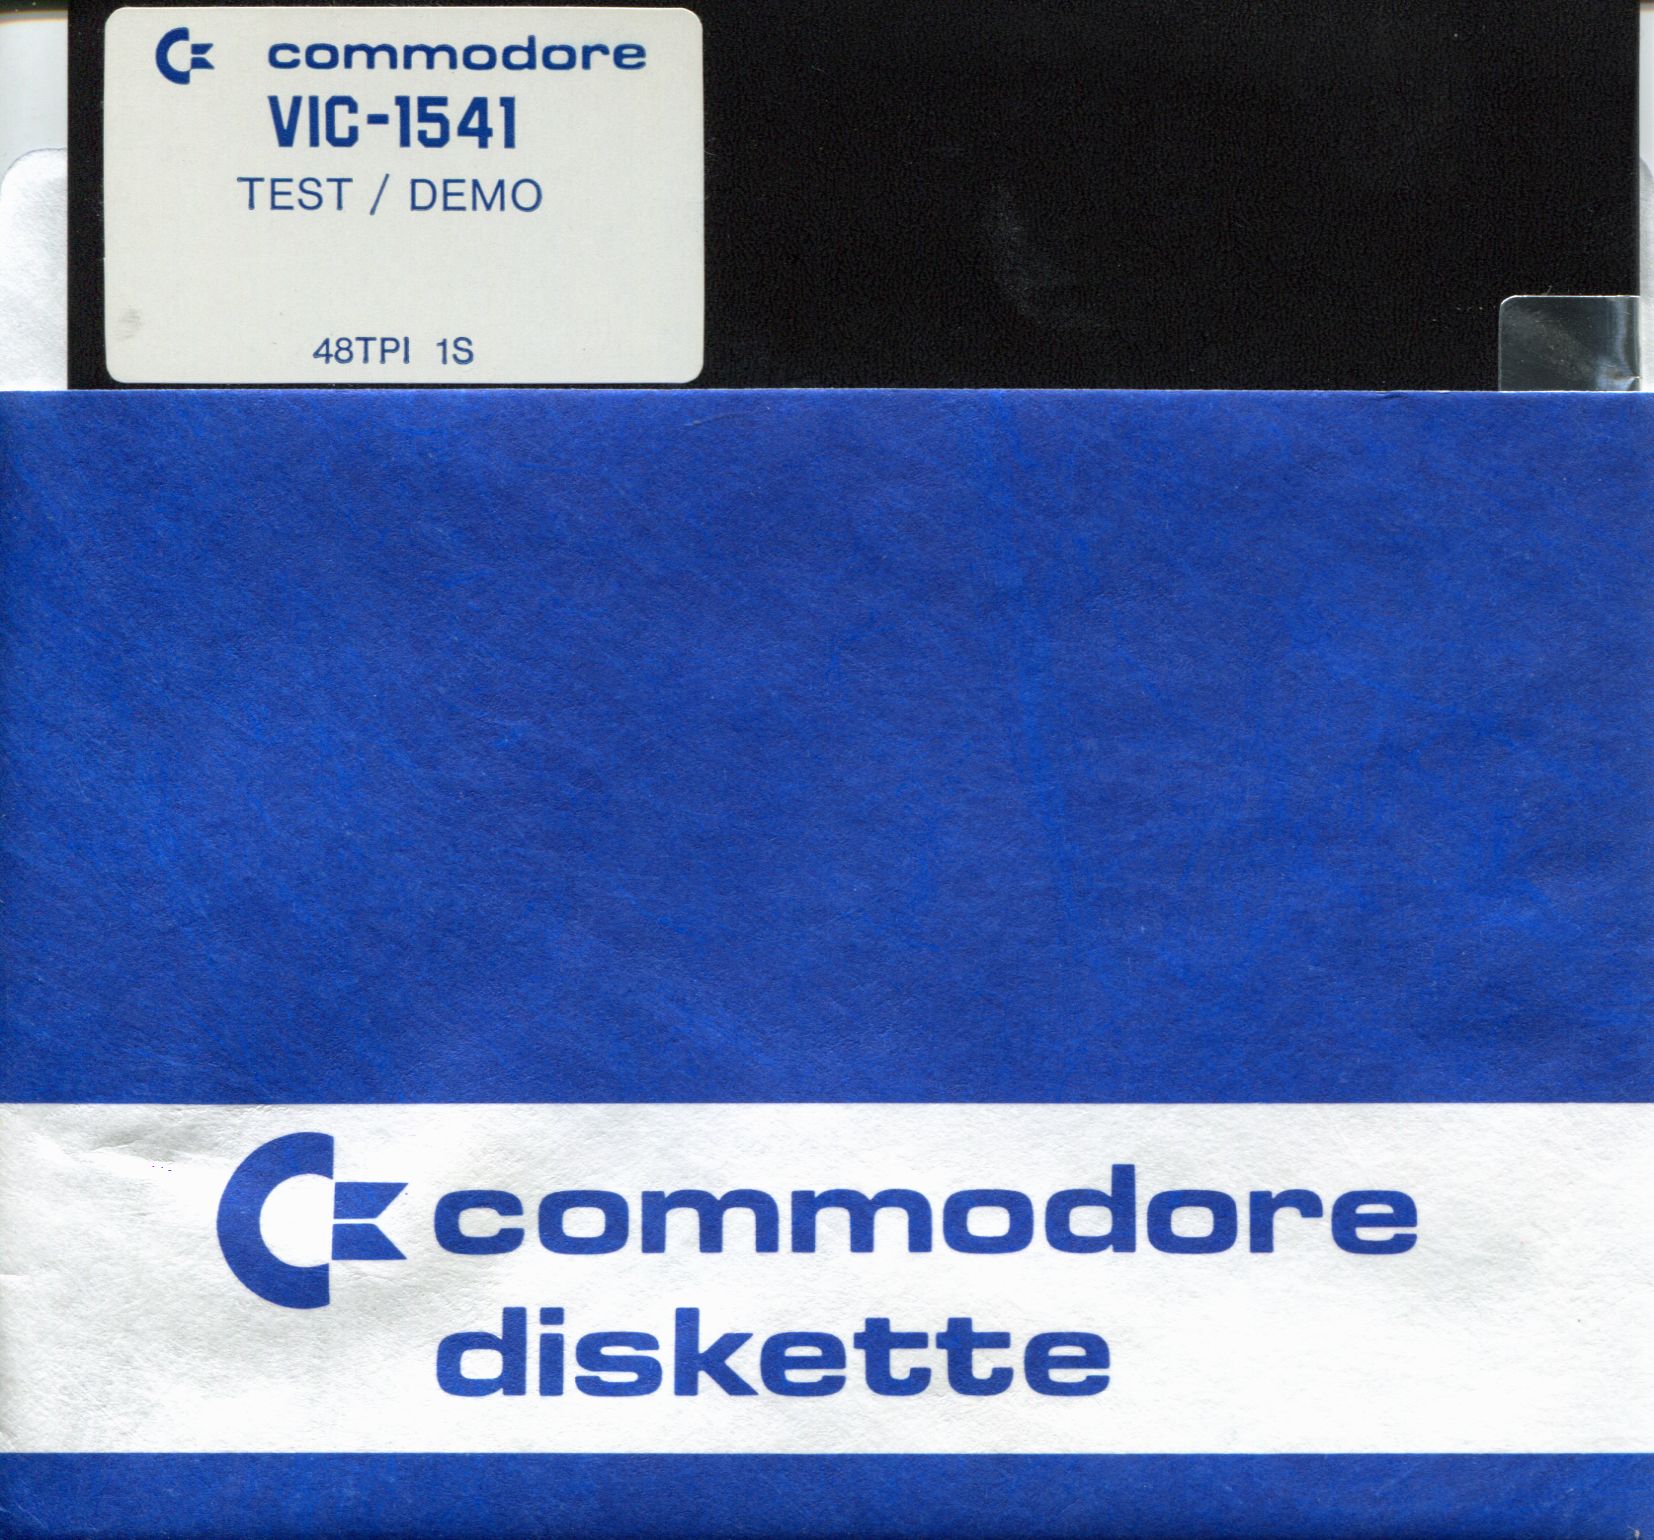 commodore
VIC-1541
TEST / DEMO
48TPI 1S
commodore
diskette